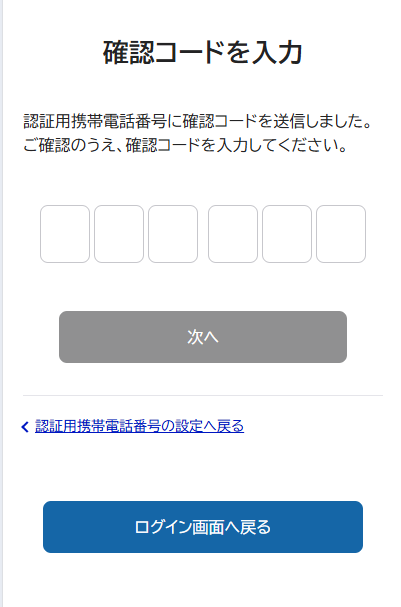 確認コードを入力
認証用携帯電話番号に確認コードを送信しました。
ご確認のうえ、確認コードを入力してください。
次へ
認証用携帯電話番号の設定へ戻る
ログイン画面へ戻る